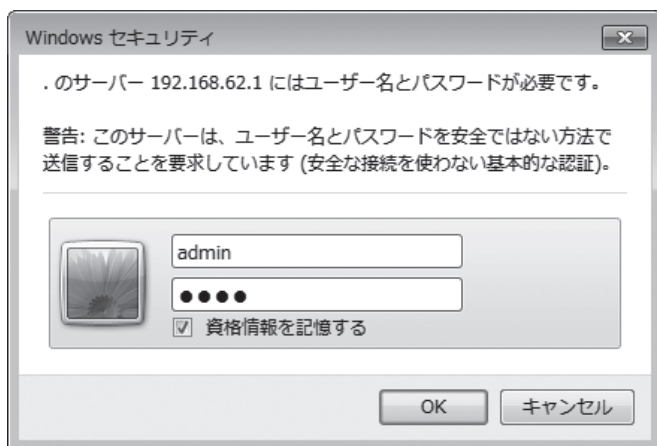 Windows セキュリティ
. のサーバー 192.168.62.1 にはユーザー名とパスワードが必要です。
警告: このサーバーは、ユーザー名とパスワードを安全ではない方法で
送信することを要求しています (安全な接続を使わない基本的な認証)。
admin
●●●●
資格情報を記憶する
OK
キャンセル